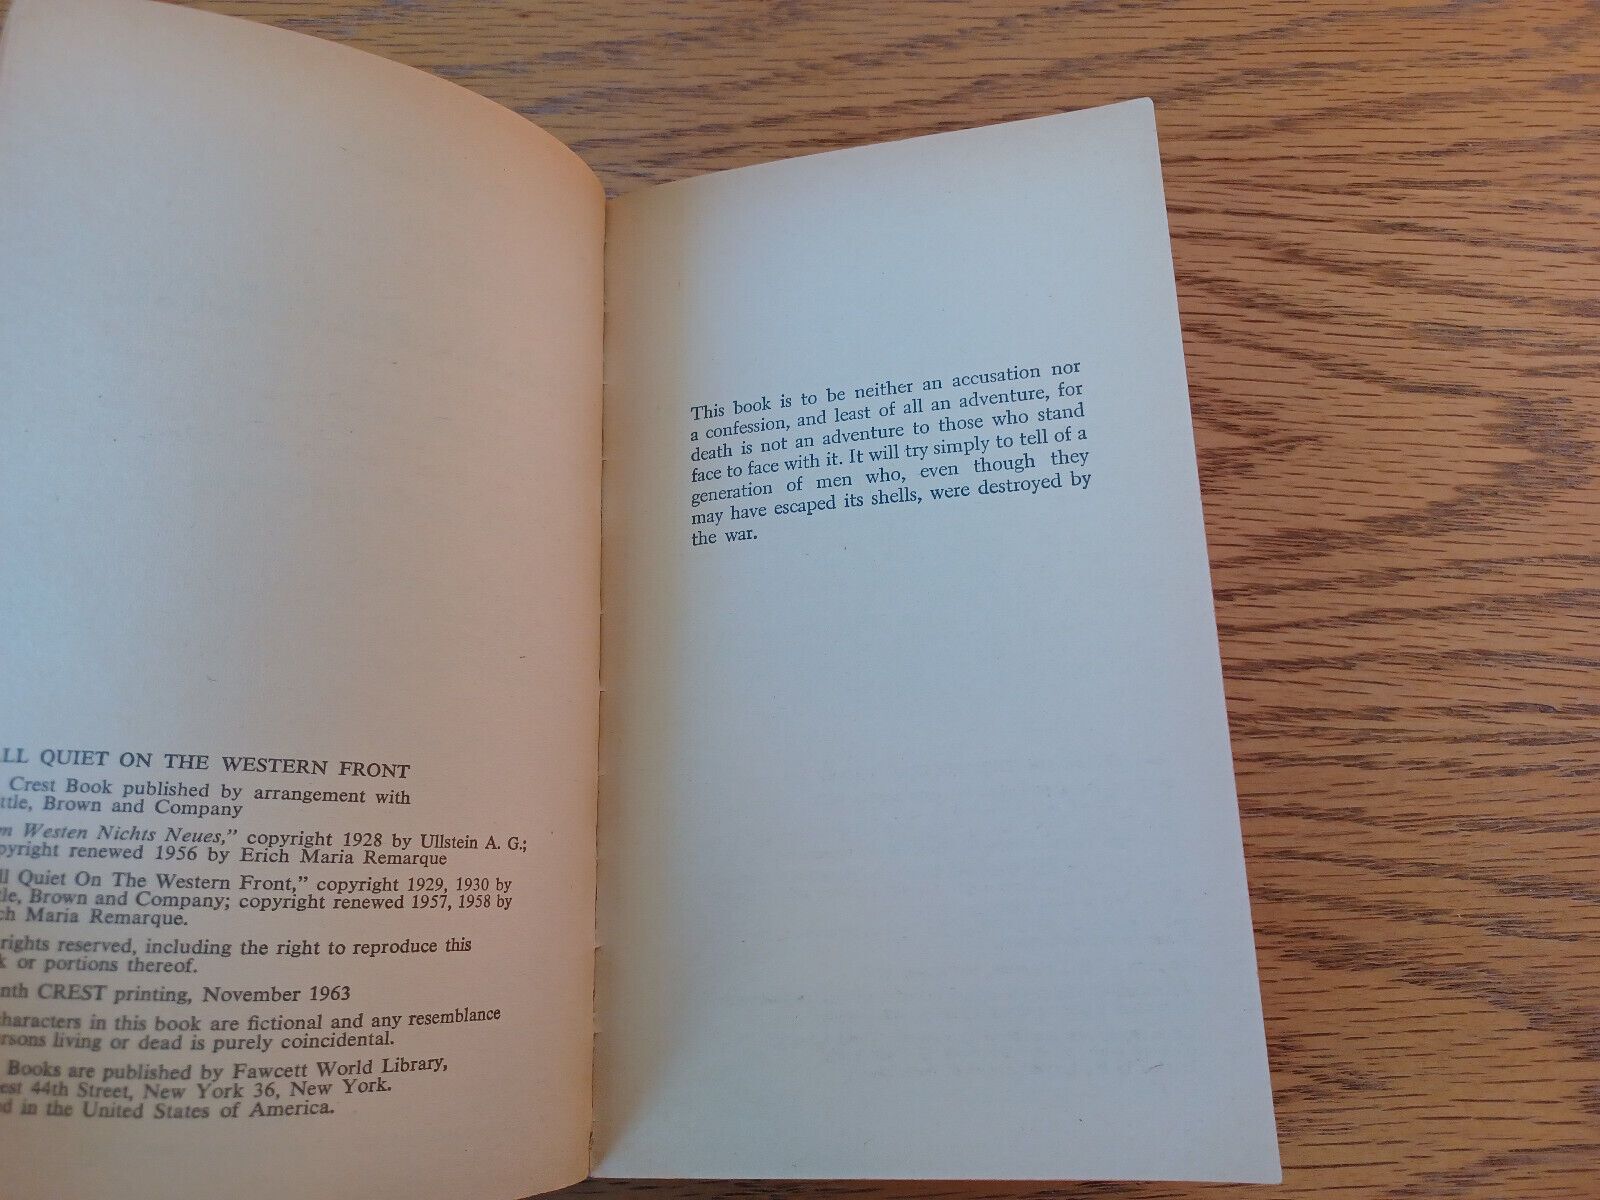 LL QUIET ON THE WESTERN FRONT
Crest Book published by arrangement with
ttle, Brown and Company
Westen Nichts Neues," copyright 1928 by Ullstein A. G.;
pyright renewed 1956 by Erich Maria Remarque
ll Quiet On The Western Front," copyright 1929, 1930 by
le, Brown and Company; copyright renewed 1957, 1958 by
ch Maria Remarque.
rights reserved, including the right to reproduce this
k or portions thereof.
nth CREST printing, November 1963
characters in this book are fictional and any resemblance
rsons living or dead is purely coincidental.
Books are published by Fawcett World Library,
est 44th Street, New York 36, New York.
d in the United States of America.
This book is to be neither an accusation nor
a confession, and least of all an adventure, for
death is not an adventure to those who stand
face to face with it. It will try simply to tell of a
generation of men who, even though they
may have escaped its shells, were destroyed by
the war.